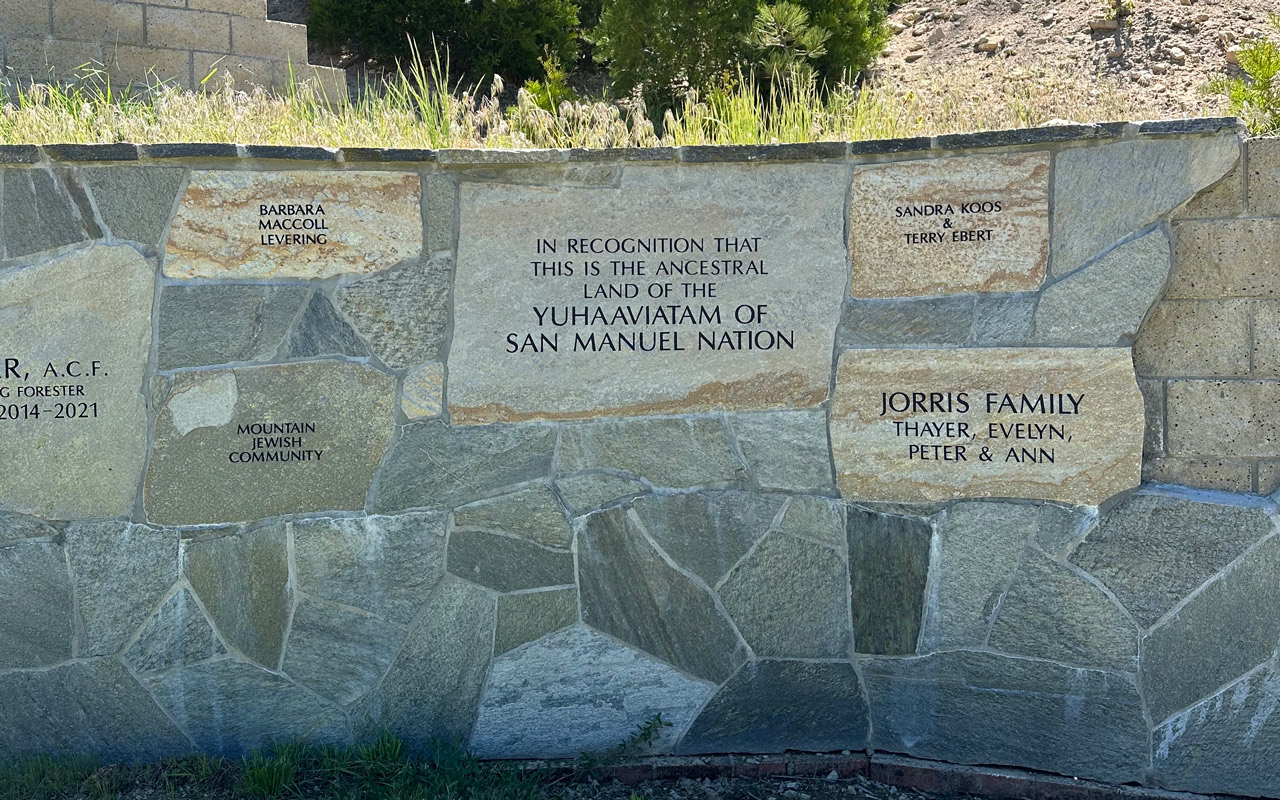 BARBARA
MACCOLL
LEVERING
IN RECOGNITION THAT
THIS IS THE ANCESTRAL
LAND OF THE
YUHAAVIATAM OF
SAN MANUEL NATION
SANDRA KOOS
&
TERRY EBERT
R, A.C.F.
G FORESTER
2014–2021
MOUNTAIN
JEWISH
COMMUNITY
JORRIS FAMILY
THAYER, EVELYN,
PETER & ANN